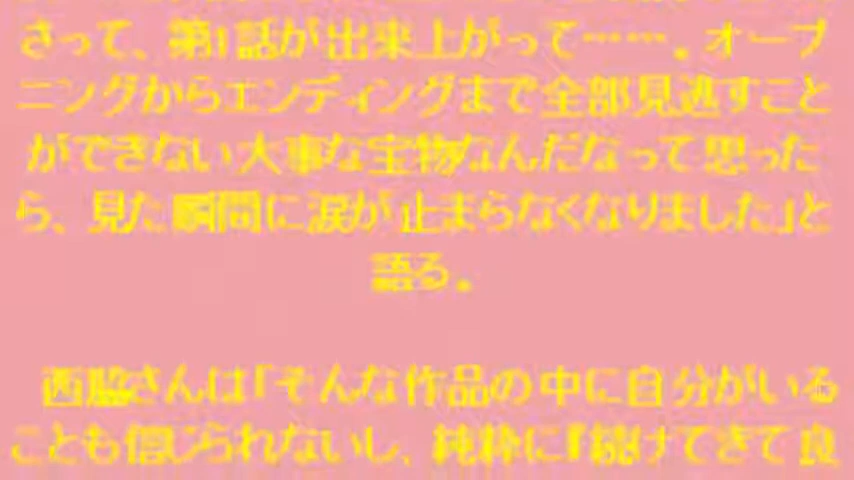 さって、第1話が出来上がって……。オープ
ニングからエンディングまで全部見逃すこと
ができない大事な宝物なんだなって思った
ら、見た瞬間に涙が止まらなくなりました」と
語る。
西脇さんは「そんな作品の中に自分がいる
ことも信じられないし、純粋に『続けてきて良